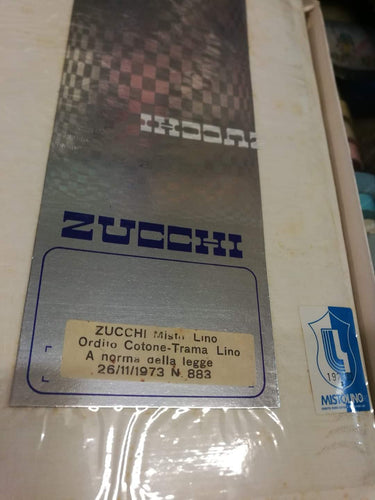 ZUCCHI
ZUCCHI
ZUCCHI Misto Lino
Ordito Cotone-Trama Lino
A norma della legge
26/11/1973 N 883
MISTOLINO